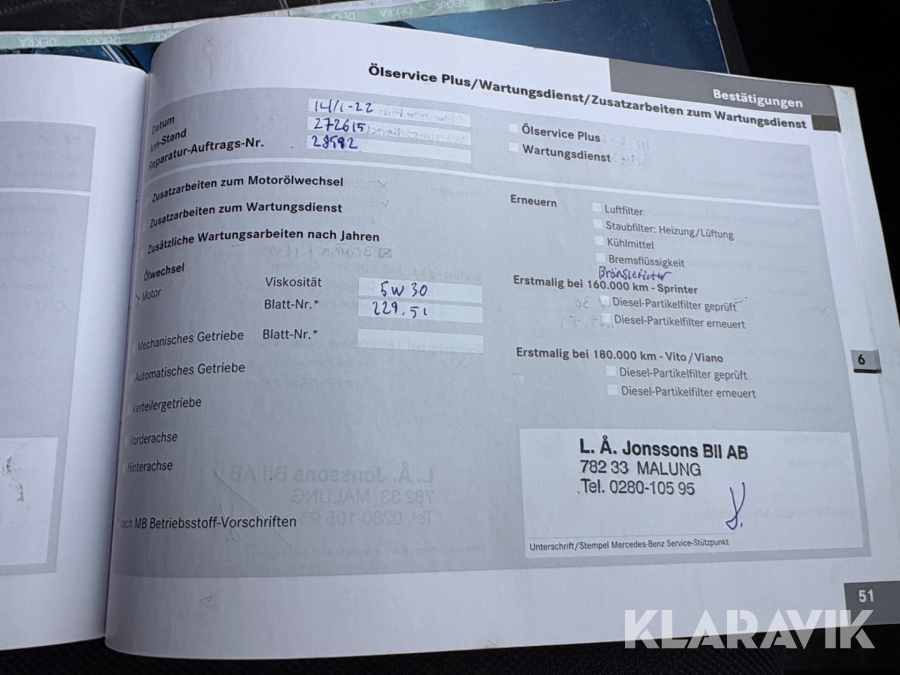 Bestätigungen
Ölservice Plus/Wartungsdienst/Zusatzarbeiten zum Wartungsdienst
Datum 14/1-22
km-Stand 272615
Reparatur-Auftrags-Nr. 28592
Ölservice Plus
Wartungsdienst
Zusatzarbeiten zum Motorölwechsel
Zusatzarbeiten zum Wartungsdienst
Zusätzliche Wartungsarbeiten nach Jahren
Ölwechsel
Motor
Viskosität 5W30
Blatt-Nr.* 229.51
Mechanisches Getriebe Blatt-Nr.*
Automatisches Getriebe
Verteilergetriebe
Vorderachse
Hinterachse
nach MB Betriebsstoff-Vorschriften
Erneuern
Luftfilter
Staubfilter: Heizung/Lüftung
Kühlmittel
Bremsflüssigkeit
Bränslefilter
Erstmalig bei 160.000 km - Sprinter
Diesel-Partikelfilter geprüft
Diesel-Partikelfilter erneuert
Erstmalig bei 180.000 km - Vito/Viano
Diesel-Partikelfilter geprüft
Diesel-Partikelfilter erneuert
6
L. Å. Jonssons Bil AB
782 33 MALUNG
Tel. 0280-105 95
Unterschrift/Stempel Mercedes-Benz Service-Stützpunkt
51
KLARAVIK